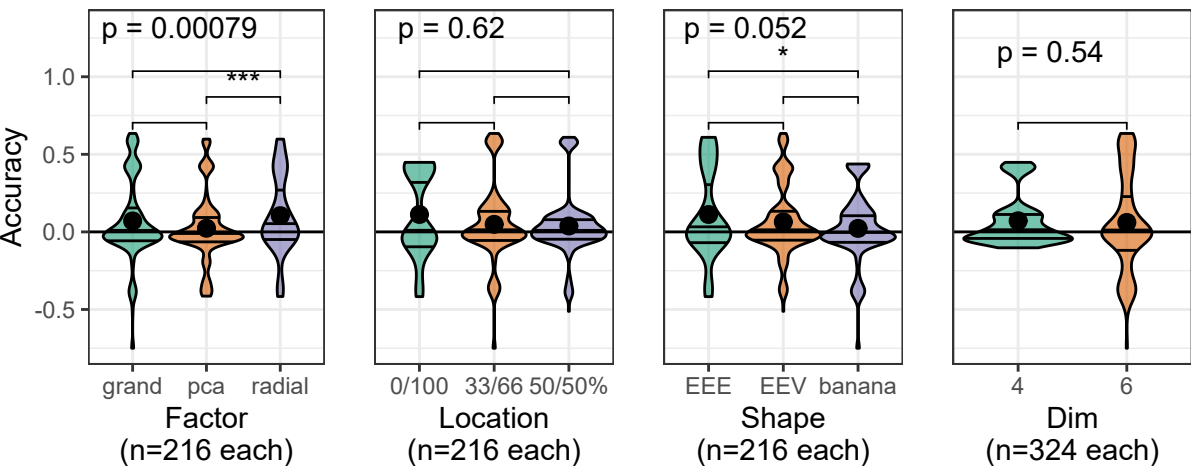 p = 0.00079
p = 0.62
p = 0.052
p = 0.54
***
*
Accuracy
1.0
0.5
0.0
-0.5
grand pca radial
0/100 33/66 50/50%
EEE EEV banana
4 6
Factor
(n=216 each)
Location
(n=216 each)
Shape
(n=216 each)
Dim
(n=324 each)